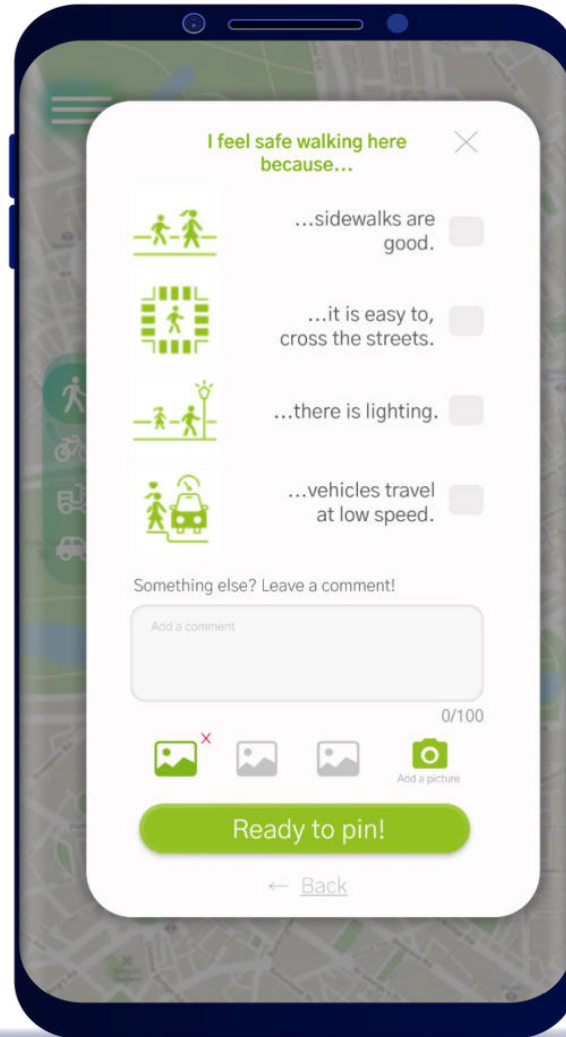 I feel safe walking here
because...
...sidewalks are
good.
...it is easy to,
cross the streets.
...there is lighting.
...vehicles travel
at low speed.
Something else? Leave a comment!
Add a comment
0/100
X
Add a picture
Ready to pin!
← Back